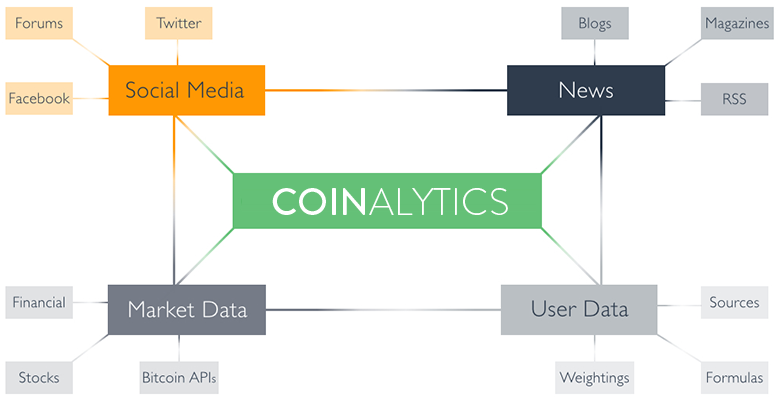 Forums
Twitter
Blogs
Magazines
Facebook
Social Media
News
RSS
COINALYTICS
Financial
Market Data
User Data
Sources
Stocks
Bitcoin APIs
Weightings
Formulas